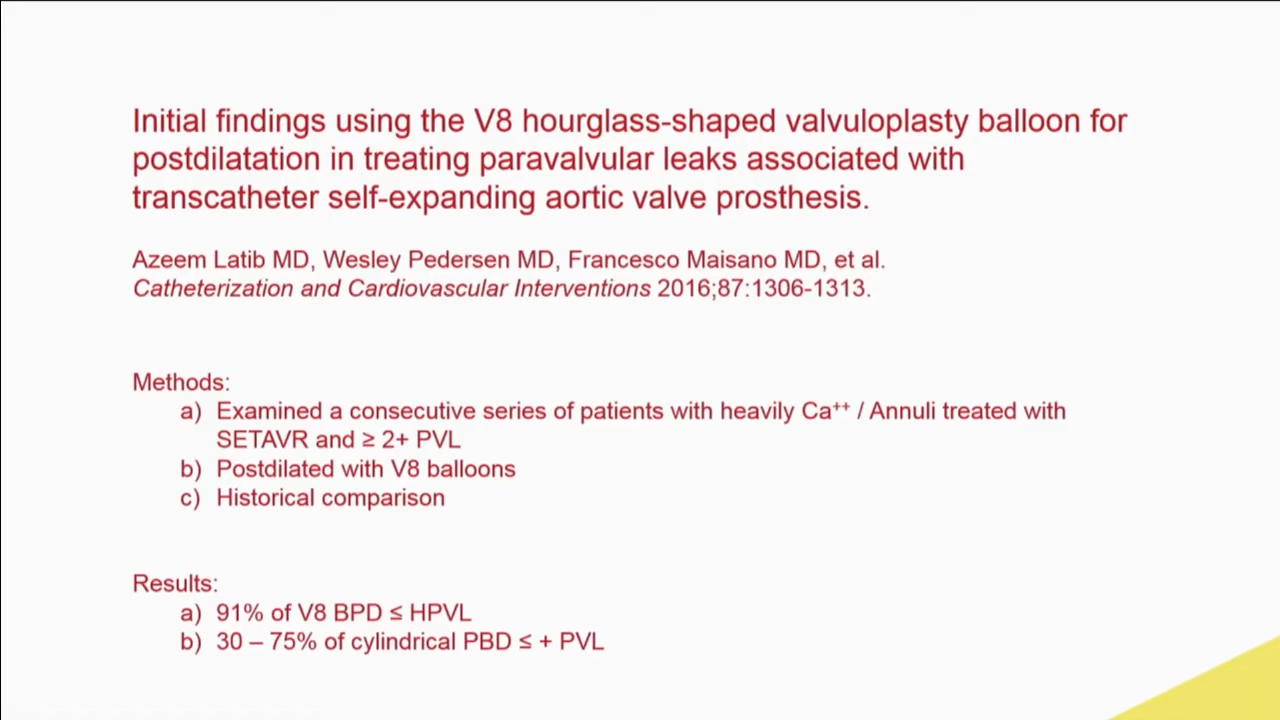 Initial findings using the V8 hourglass-shaped valvuloplasty balloon for
postdilatation in treating paravalvular leaks associated with
transcatheter self-expanding aortic valve prosthesis.
Azeem Latib MD, Wesley Pedersen MD, Francesco Maisano MD, et al.
Catheterization and Cardiovascular Interventions 2016;87:1306-1313.
Methods:
a) Examined a consecutive series of patients with heavily Ca⁺⁺ / Annuli treated with
SETAVR and ≥ 2+ PVL
b) Postdilated with V8 balloons
c) Historical comparison
Results:
a) 91% of V8 BPD ≤ HPVL
b) 30 – 75% of cylindrical PBD ≤ + PVL